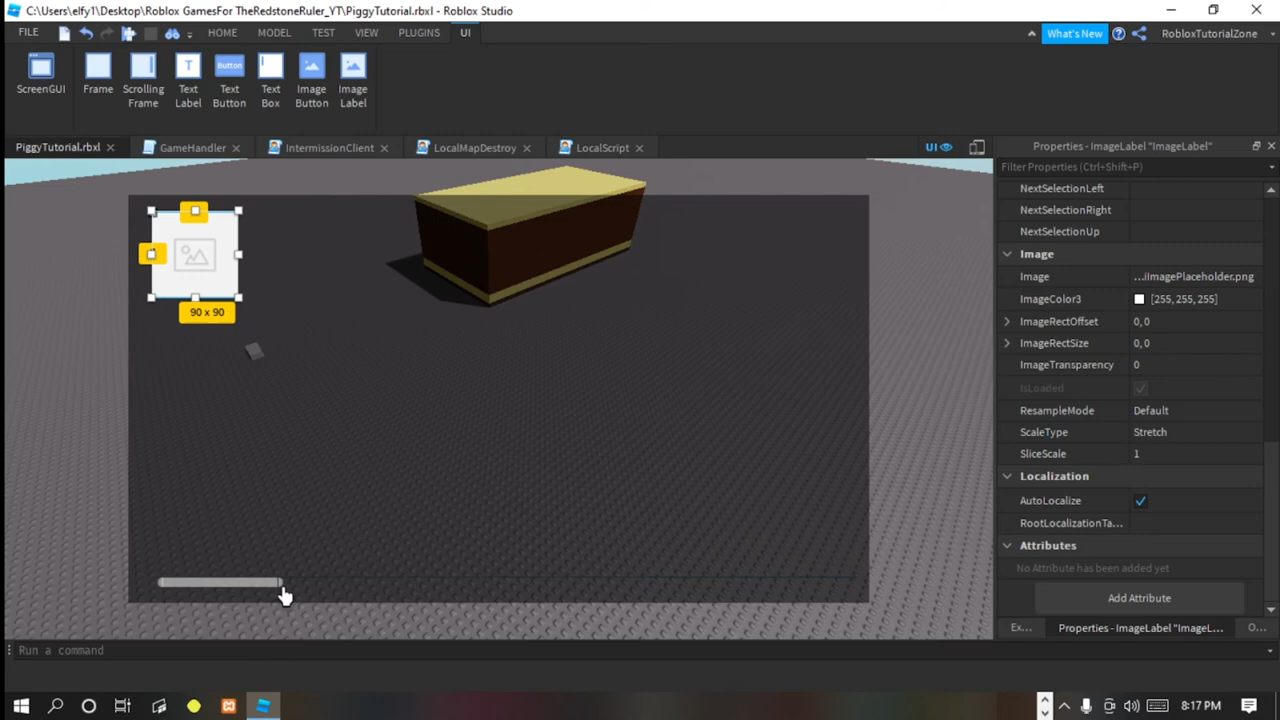 C:\Users\elfy1\Desktop\Roblox GamesFor TheRedstoneRuler_YT\PiggyTutorial.rbxl - Roblox Studio
FILE HOME MODEL TEST VIEW PLUGINS UI What's New RobloxTutorialZone
ScreenGUI
Frame
Scrolling Frame
Text Label
Button
Text Button
Text Box
Image Button
Image Label
PiggyTutorial.rbxl GameHandler IntermissionClient LocalMapDestroy LocalScript UI
Properties - ImageLabel "ImageLabel"
Filter Properties (Ctrl+Shift+P)
NextSelectionLeft
NextSelectionRight
NextSelectionUp
Image
Image ...iImagePlaceholder.png
ImageColor3 [255, 255, 255]
ImageRectOffset 0, 0
ImageRectSize 0, 0
ImageTransparency 0
IsLoaded
ResampleMode Default
ScaleType Stretch
SliceScale 1
Localization
AutoLocalize
RootLocalizationTa...
Attributes
No Attribute has been added yet
Add Attribute
90 x 90
Ex... Properties - ImageLabel "ImageL... O...
Run a command
8:17 PM